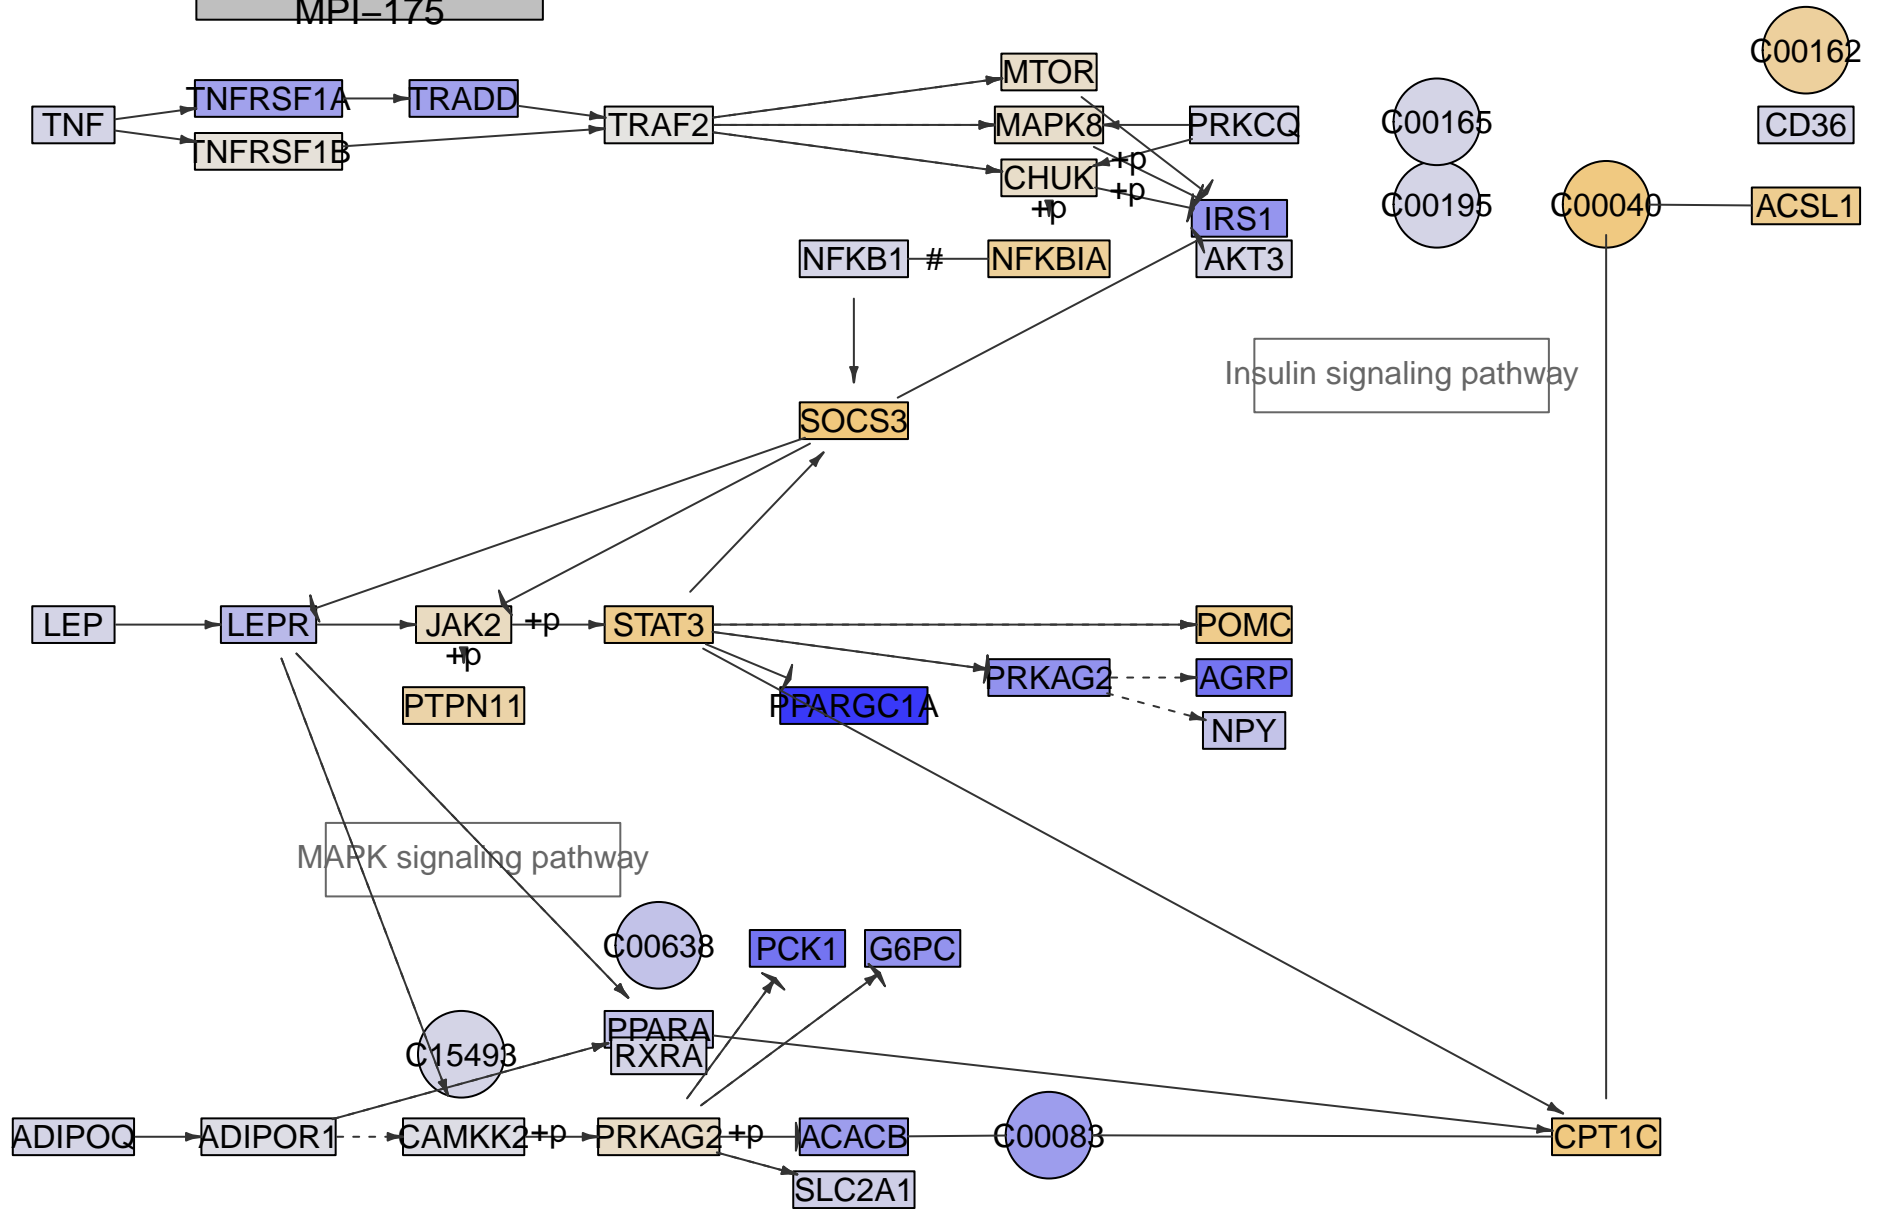 MPI–175
C00162
MTOR
TNFRSF1A
TRADD
TNF
TRAF2
MAPK8
PRKCQ
C00165
CD36
TNFRSF1B
+p
CHUK
+p
+p
C00195
C00040
ACSL1
IRS1
NFKB1
#
NFKBIA
AKT3
Insulin signaling pathway
SOCS3
LEP
LEPR
JAK2
+p
STAT3
POMC
+p
PRKAG2
AGRP
PTPN11
PPARGC1A
NPY
MAPK signaling pathway
C00638
PCK1
G6PC
PPARA
C15493
RXRA
ADIPOQ
ADIPOR1
CAMKK2
+p
PRKAG2
+p
ACACB
C00083
CPT1C
SLC2A1